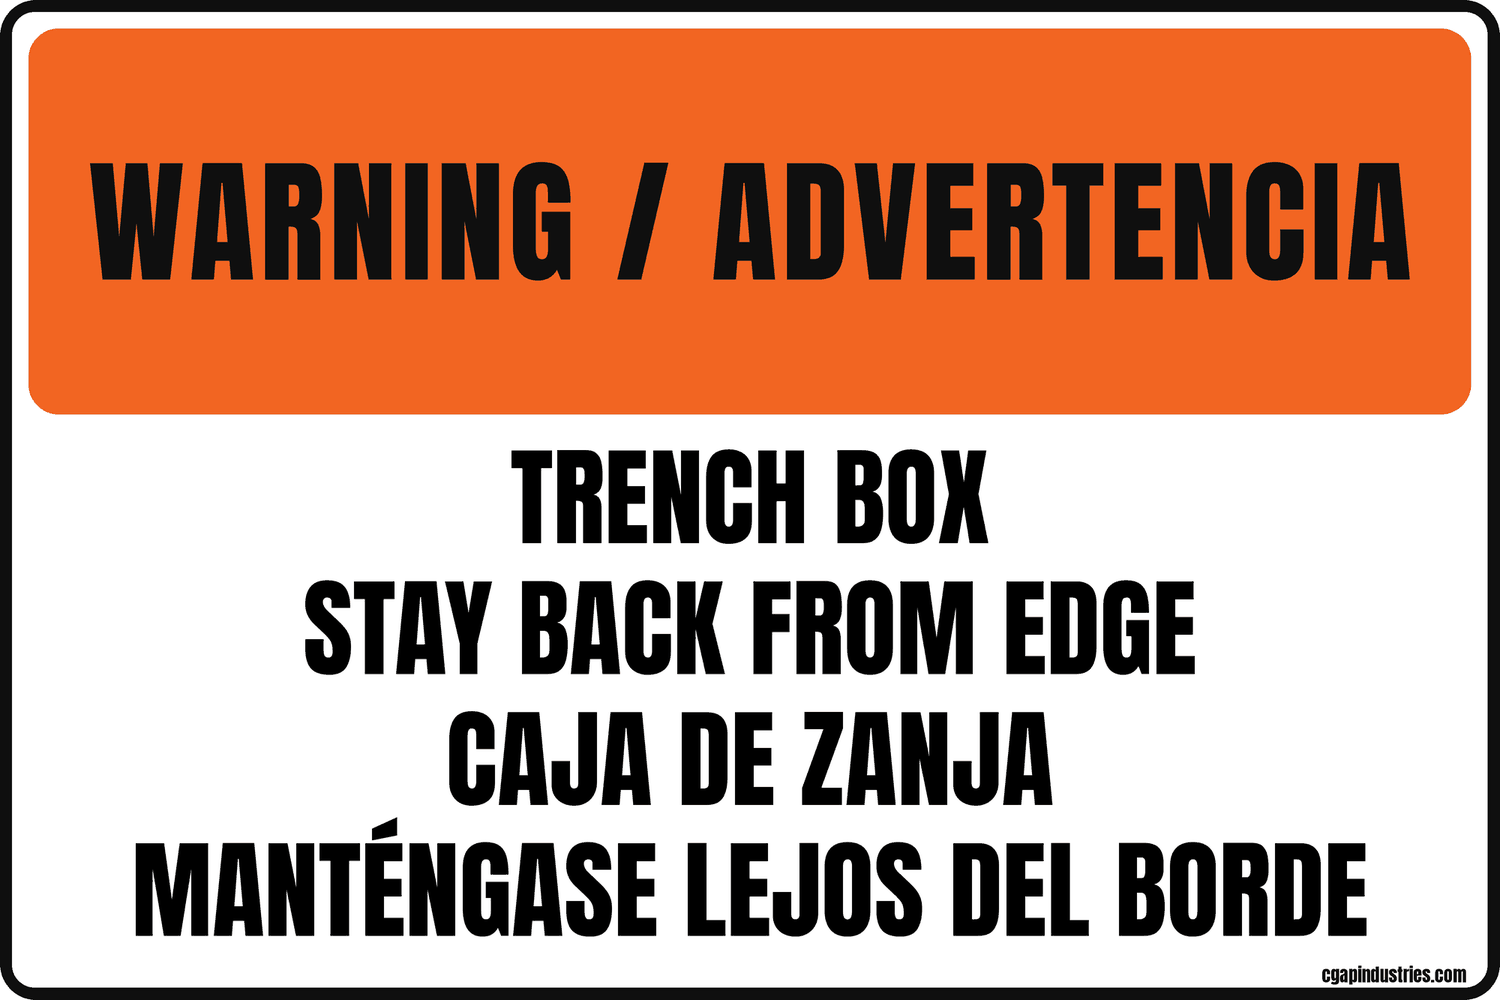 WARNING / ADVERTENCIA
TRENCH BOX
STAY BACK FROM EDGE
CAJA DE ZANJA
MANTÉNGASE LEJOS DEL BORDE
cgapindustries.com